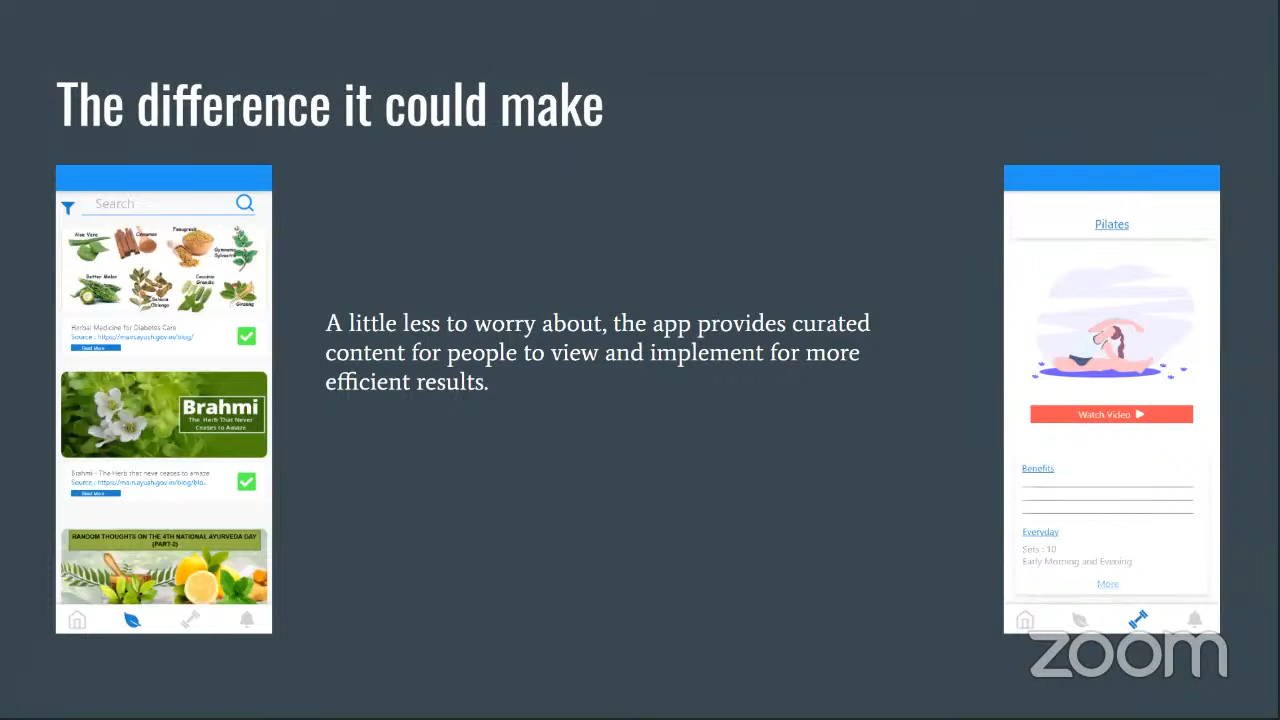 The difference it could make
Search
Aloe Vera
Cinnamon
Fenugreek
Gymnema
Sylvestre
Bitter Melon
Salacia
Oblonga
Coccinia
Grandis
Ginseng
Herbal Medicine for Diabetes Care
Source : https://main.ayush.gov.in/blog/
Read More
Brahmi
The Herb That Never
Ceases to Amaze
Brahmi - The Herb that neve ceases to amaze
Source : https://main.ayush.gov.in/blog/blo..
Read More
RANDOM THOUGHTS ON THE 4TH NATIONAL AYURVEDA DAY
(PART-2)
A little less to worry about, the app provides curated
content for people to view and implement for more
efficient results.
Pilates
Watch Video
Benefits
Everyday
Sets : 10
Early Morning and Evening
More
zoom